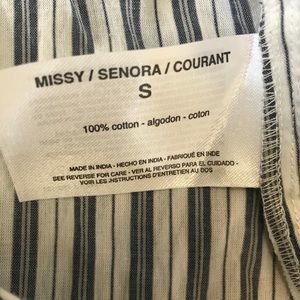 MISSY / SENORA / COURANT
S
100% cotton - algodon - coton
MADE IN INDIA - HECHO EN INDIA - FABRIQUÉ EN INDE
SEE REVERSE FOR CARE - VER AL REVERSO PARA EL CUIDADO -
VOIR LES INSTRUCTIONS D'ENTRETIEN AU DOS